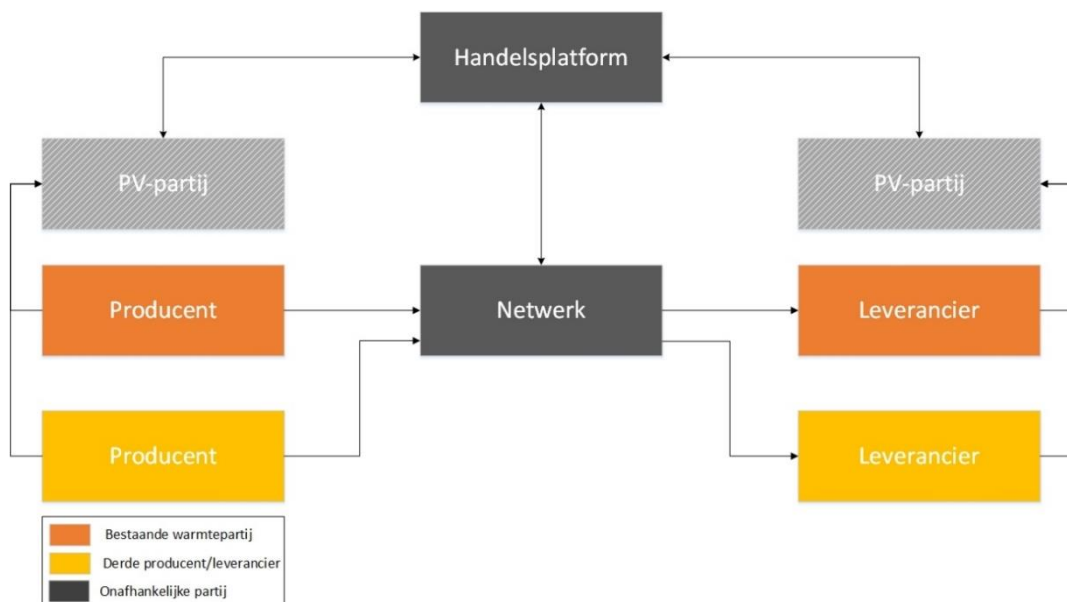 Handelsplatform
PV-partij
PV-partij
Producent
Netwerk
Leverancier
Producent
Leverancier
Bestaande warmtepartij
Derde producent/leverancier
Onafhankelijke partij